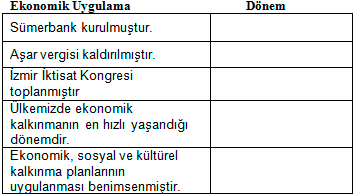 Ekonomik Uygulama Dönem
Sümerbank kurulmuştur.
Aşar vergisi kaldırılmıştır.
İzmir İktisat Kongresi
toplanmıştır
Ülkemizde ekonomik
kalkınmanın en hızlı yaşandığı
dönemdir.
Ekonomik, sosyal ve kültürel
kalkınma planlarının
uygulanması benimsenmiştir.